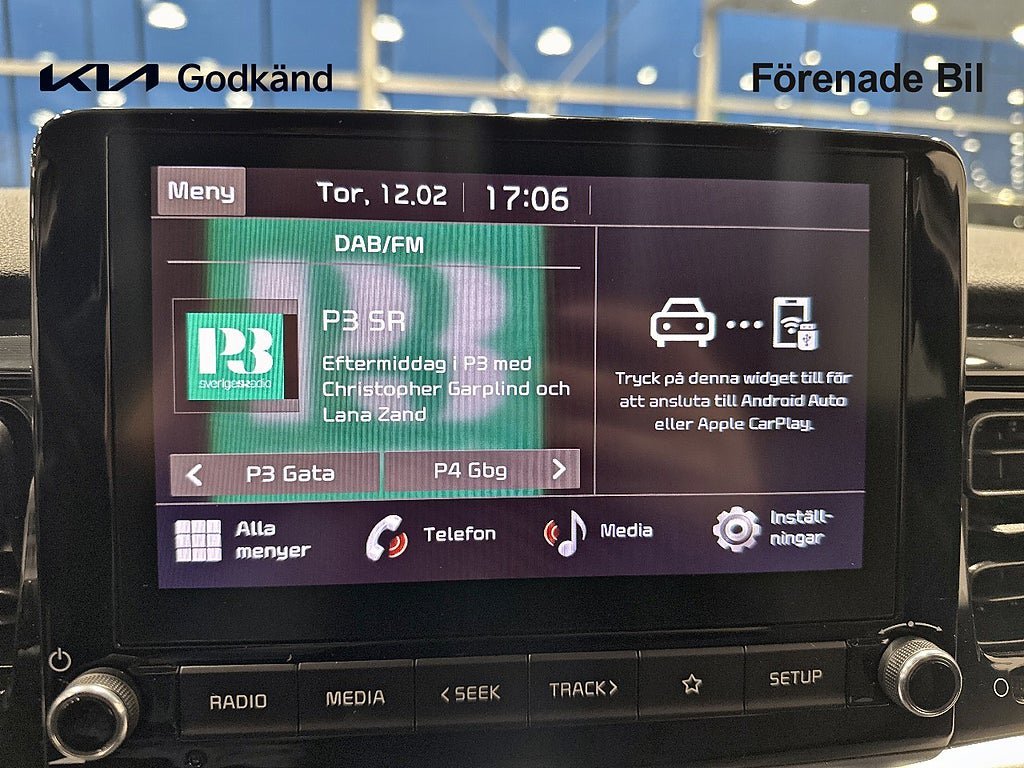 KIA Godkänd
Förenade Bil
Meny
Tor, 12.02
17:06
DAB/FM
P3
sverigesradio
P3 SR
Eftermiddag i P3 med
Christopher Garplind och
Lana Zand
< P3 Gata
P4 Gbg >
Tryck på denna widget till för
att ansluta till Android Auto
eller Apple CarPlay.
Alla
menyer
Telefon
Media
Inställ-
ningar
RADIO
MEDIA
< SEEK
TRACK >
SETUP